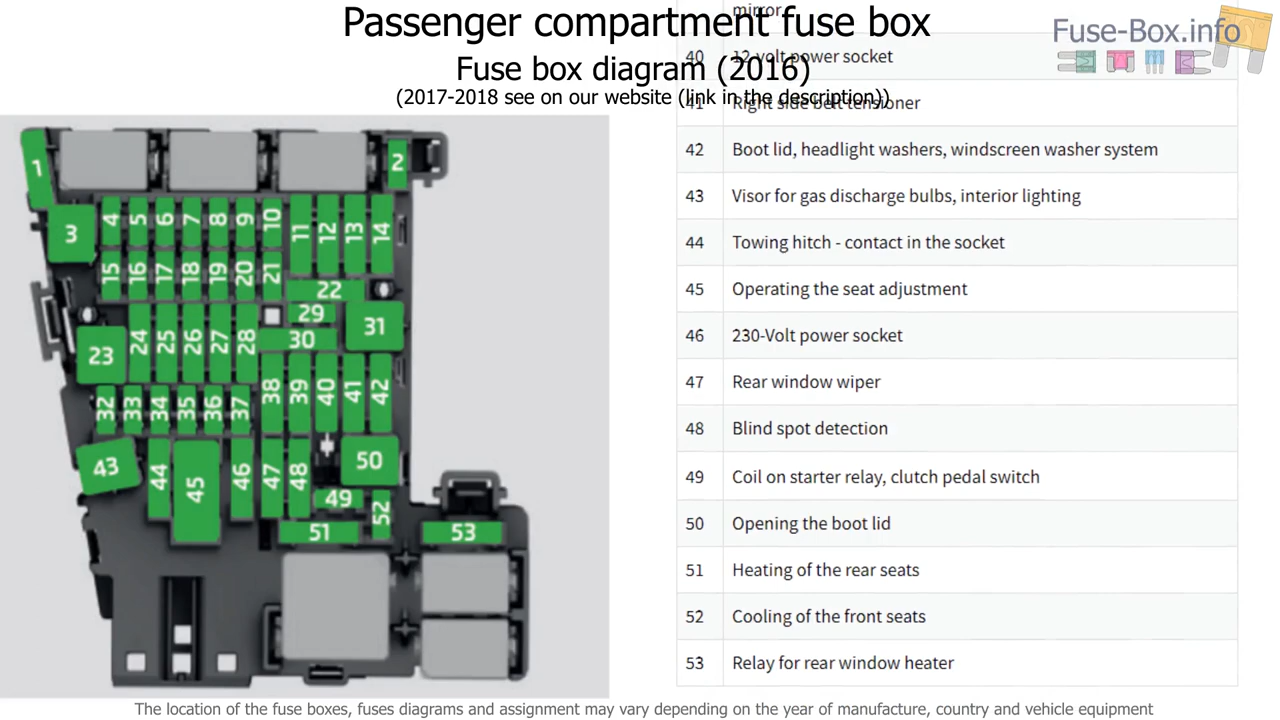 Passenger compartment fuse box
Fuse box diagram (2016)
(2017-2018 see on our website (link in the description))
Fuse-Box.info
mirror
40 12-volt power socket
41 Right side belt tensioner
42 Boot lid, headlight washers, windscreen washer system
43 Visor for gas discharge bulbs, interior lighting
44 Towing hitch - contact in the socket
45 Operating the seat adjustment
46 230-Volt power socket
47 Rear window wiper
48 Blind spot detection
49 Coil on starter relay, clutch pedal switch
50 Opening the boot lid
51 Heating of the rear seats
52 Cooling of the front seats
53 Relay for rear window heater
1 2
3 4 5 6 7 8 9 10 11 12 13 14
15 16 17 18 19 20 21 22
23 24 25 26 27 28 29 30 31
32 33 34 35 36 37 38 39 40 41 42
43 44 45 46 47 48 49 50
51 52 53
The location of the fuse boxes, fuses diagrams and assignment may vary depending on the year of manufacture, country and vehicle equipment